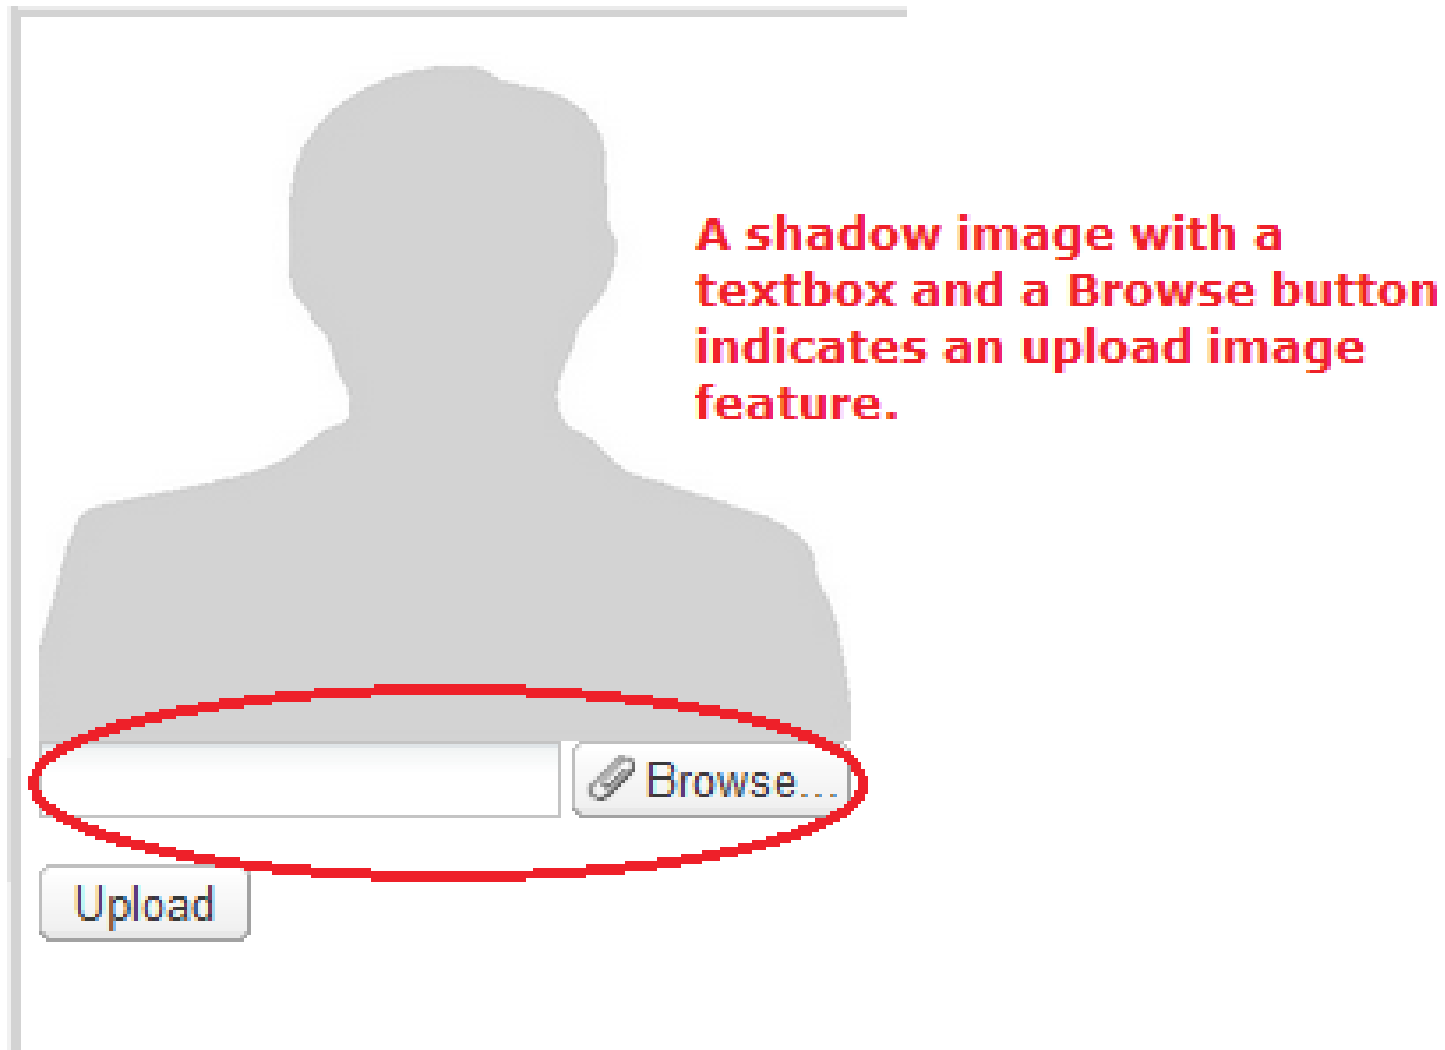 A shadow image with a
textbox and a Browse button
indicates an upload image
feature.
Browse...
Upload